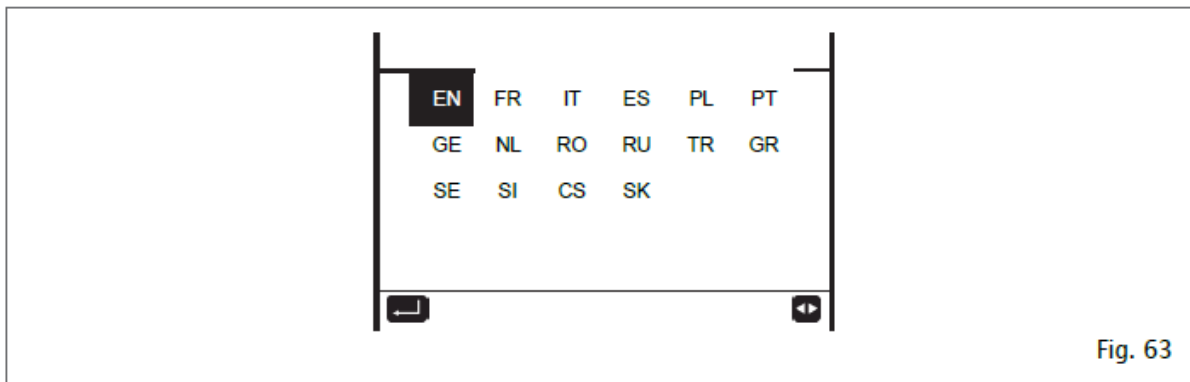 EN FR IT ES PL PT
GE NL RO RU TR GR
SE SI CS SK
Fig. 63